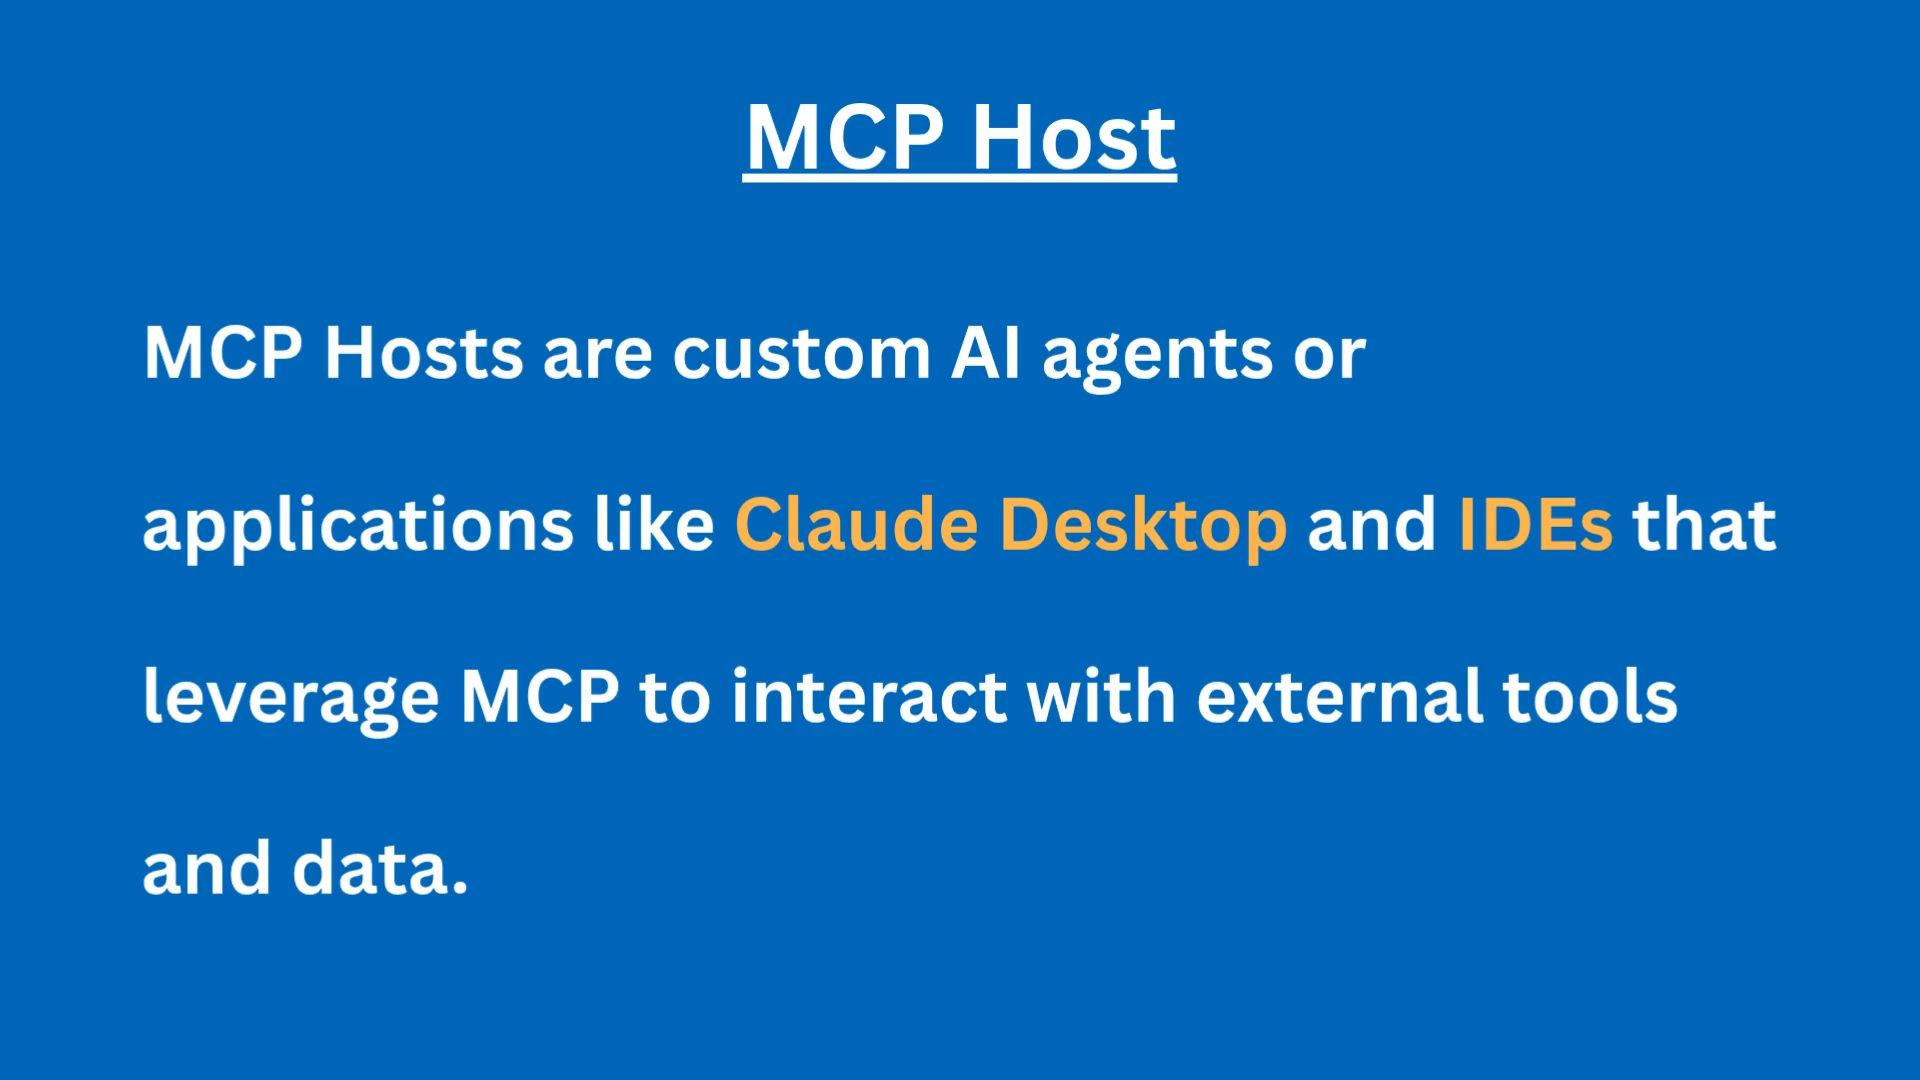 MCP Host
MCP Hosts are custom AI agents or
applications like Claude Desktop and IDEs that
leverage MCP to interact with external tools
and data.